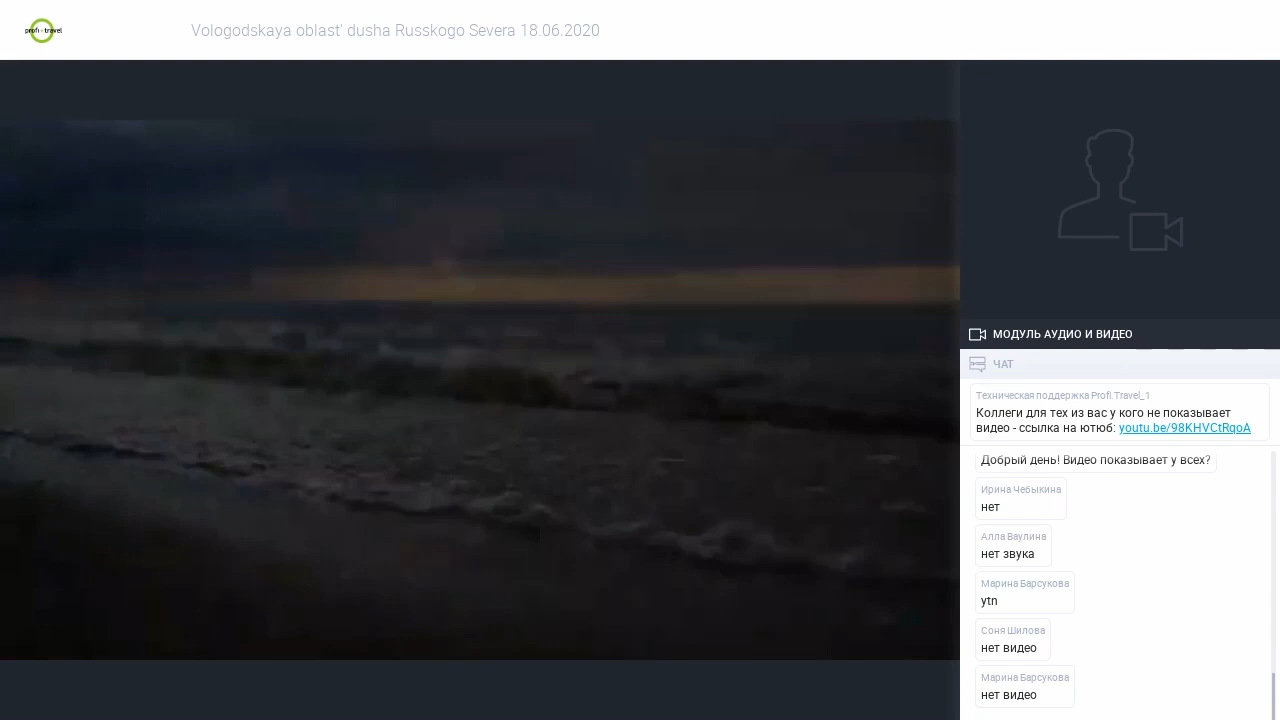 profi travel
Vologodskaya oblast' dusha Russkogo Severa 18.06.2020
МОДУЛЬ АУДИО И ВИДЕО
ЧАТ
Техническая поддержка Profi.Travel_1
Коллеги для тех из вас у кого не показывает
видео - ссылка на ютюб: youtu.be/98KHVCtRqoA
Добрый день! Видео показывает у всех?
Ирина Чебыкина
нет
Алла Ваулина
нет звука
Марина Барсукова
ytn
Соня Шилова
нет видео
Марина Барсукова
нет видео